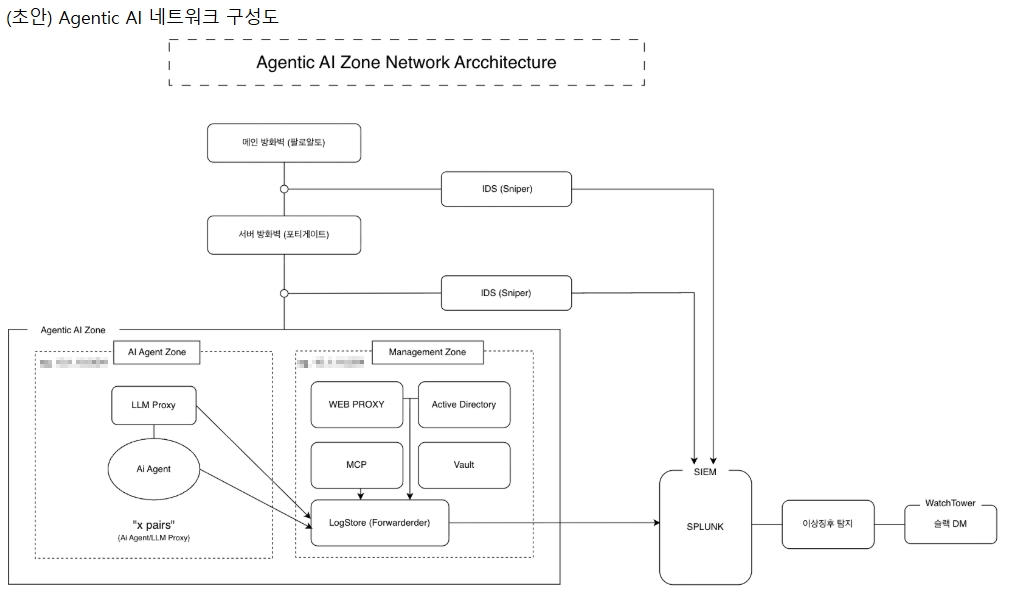 (초안) Agentic AI 네트워크 구성도
Agentic AI Zone Network Arcchitecture
메인 방화벽 (팔로알토)
IDS (Sniper)
서버 방화벽 (포티게이트)
IDS (Sniper)
Agentic AI Zone
AI Agent Zone
Management Zone
LLM Proxy
WEB PROXY
Active Directory
Ai Agent
MCP
Vault
"x pairs"
(Ai Agent/LLM Proxy)
LogStore (Forwarderder)
SIEM
SPLUNK
이상징후 탐지
WatchTower
슬랙 DM